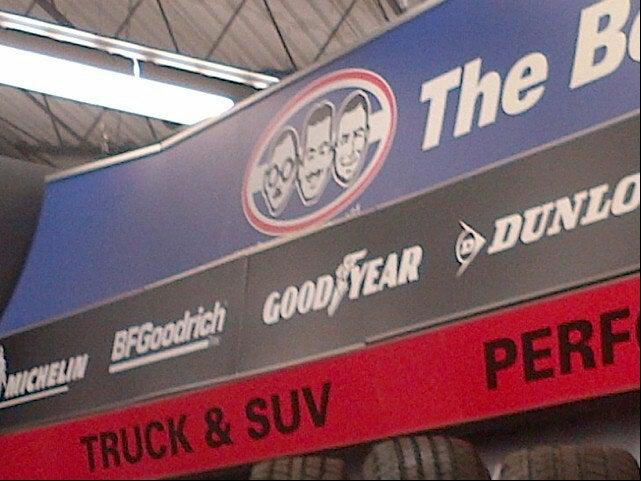 The B
MICHELIN BFGoodrich GOODYEAR DUNLO
TRUCK & SUV PERF